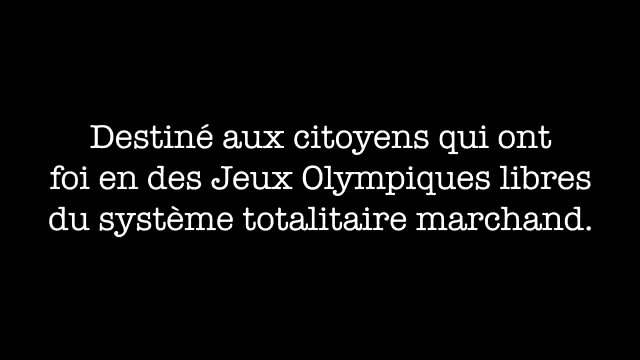 Destiné aux citoyens qui ont
foi en des Jeux Olympiques libres
du système totalitaire marchand.